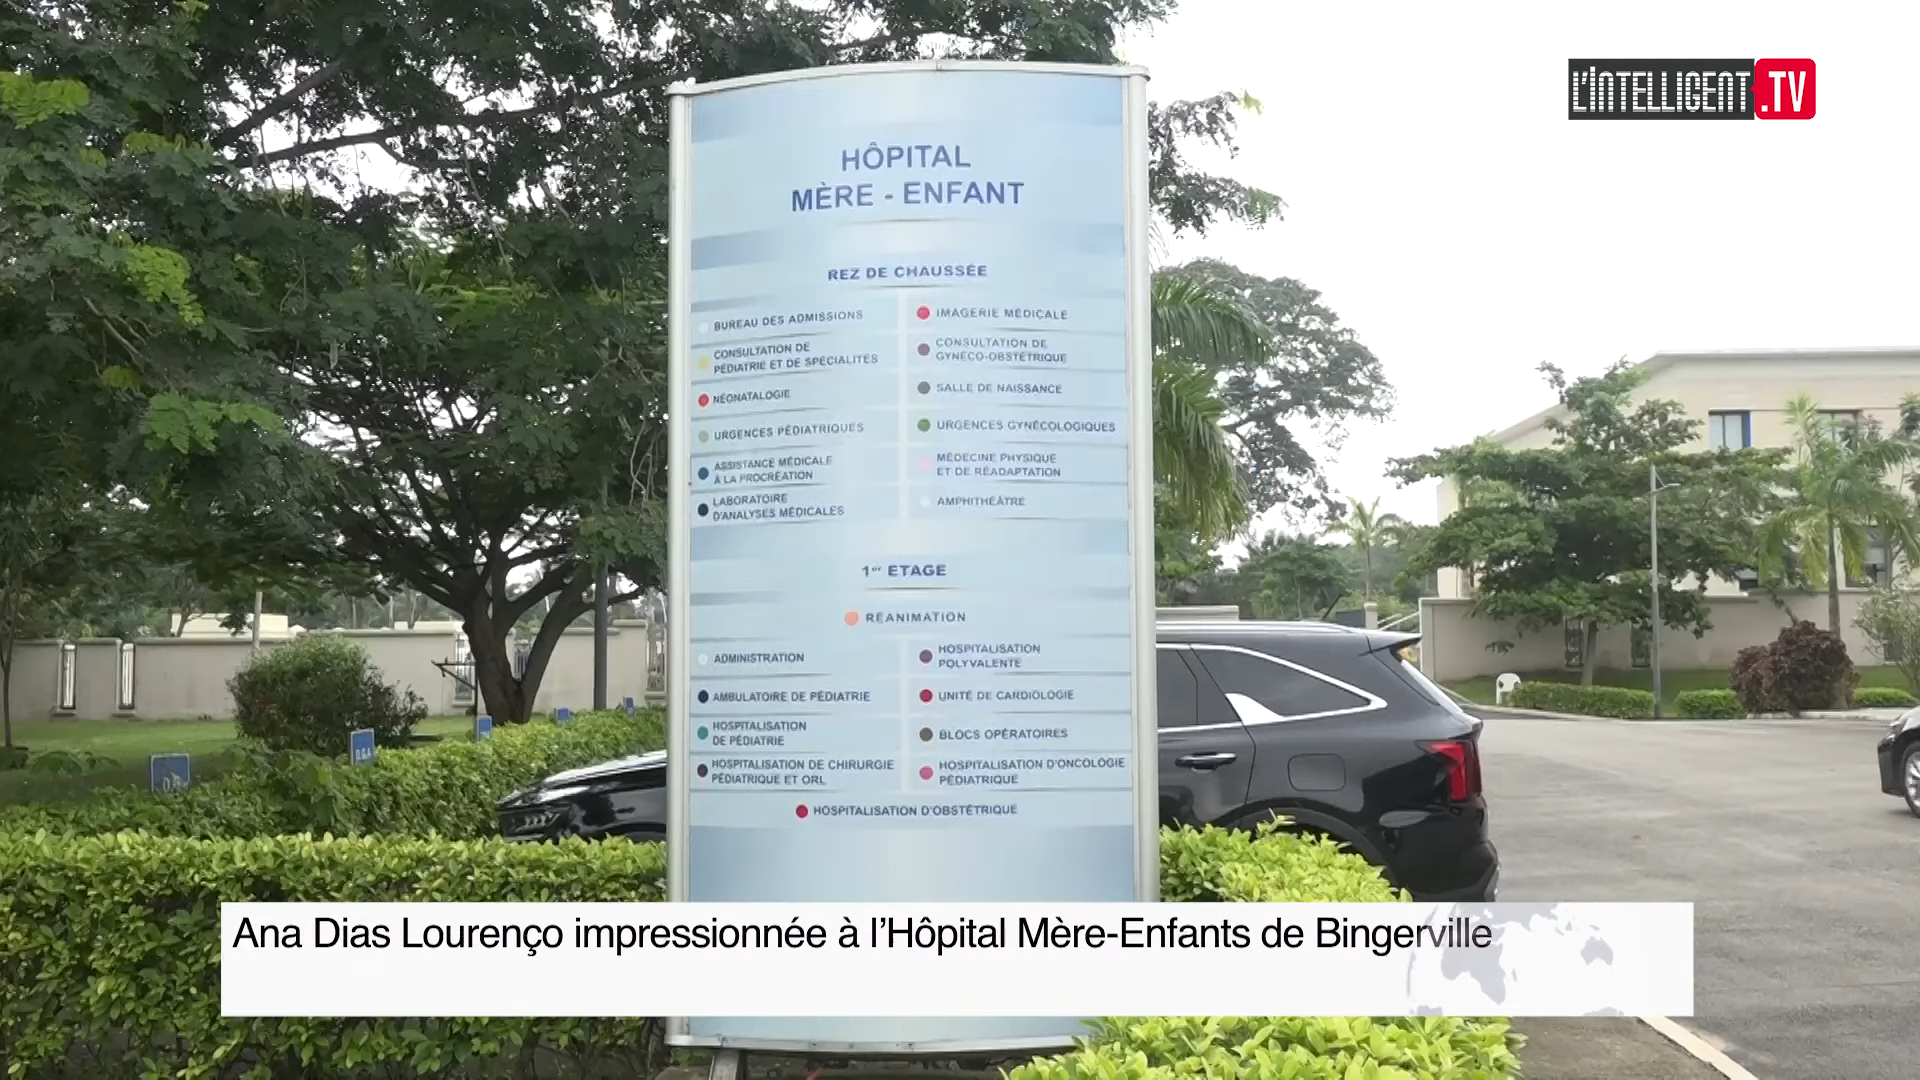 L'INTELLIGENT .TV
HÔPITAL
MÈRE - ENFANT
REZ DE CHAUSSÉE
BUREAU DES ADMISSIONS
CONSULTATION DE
PÉDIATRIE ET DE SPÉCIALITÉS
NÉONATALOGIE
URGENCES PÉDIATRIQUES
ASSISTANCE MÉDICALE
À LA PROCRÉATION
LABORATOIRE
D'ANALYSES MÉDICALES
IMAGERIE MÉDICALE
CONSULTATION DE
GYNÉCO-OBSTÉTRIQUE
SALLE DE NAISSANCE
URGENCES GYNÉCOLOGIQUES
MÉDECINE PHYSIQUE
ET DE RÉADAPTATION
AMPHITHÉATRE
1er ETAGE
RÉANIMATION
ADMINISTRATION
AMBULATOIRE DE PÉDIATRIE
HOSPITALISATION
DE PÉDIATRIE
HOSPITALISATION DE CHIRURGIE
PÉDIATRIQUE ET ORL
HOSPITALISATION
POLYVALENTE
UNITÉ DE CARDIOLOGIE
BLOCS OPÉRATOIRES
HOSPITALISATION D'ONCOLOGIE
PÉDIATRIQUE
HOSPITALISATION D'OBSTÉTRIQUE
D.G.A
Ana Dias Lourenço impressionnée à l'Hôpital Mère-Enfants de Bingerville